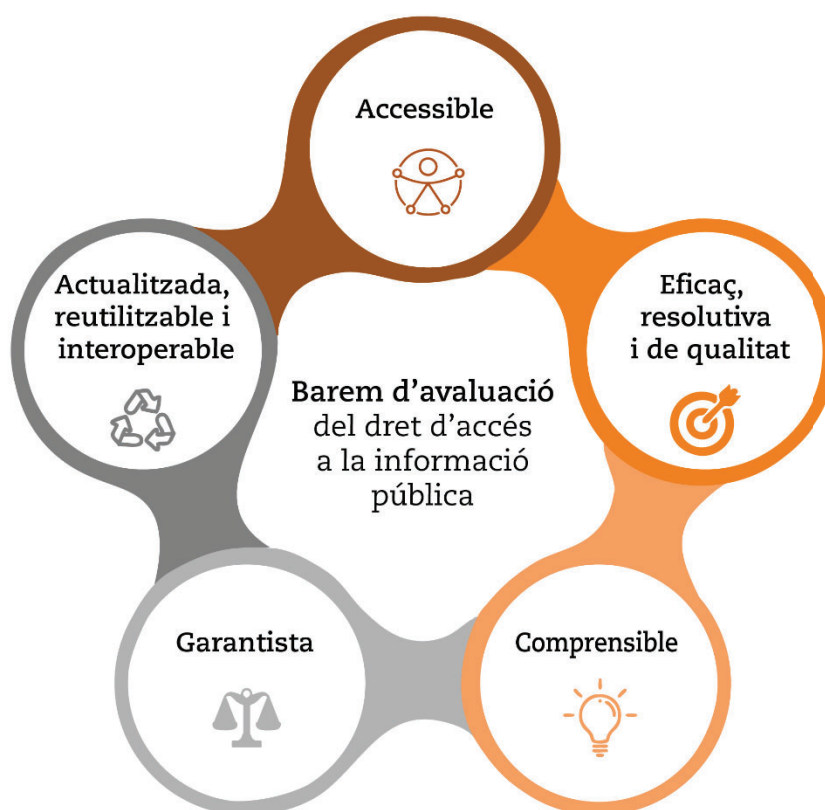 Accessible
Eficaç,
resolutiva
i de qualitat
Comprensible
Garantista
Actualitzada,
reutilitzable i
interoperable
Barem d’avaluació
del dret d’accés
a la informació
pública